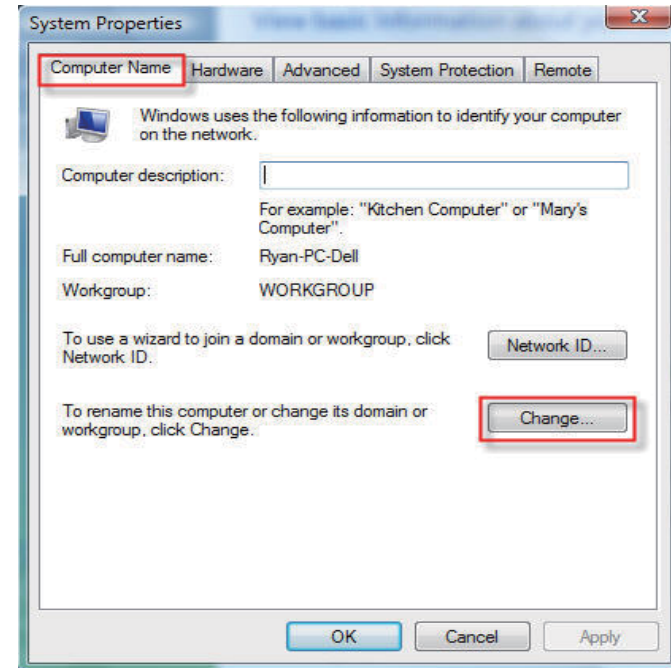 System Properties
Computer Name Hardware Advanced System Protection Remote
Windows uses the following information to identify your computer
on the network.
Computer description:
For example: "Kitchen Computer" or "Mary's
Computer".
Full computer name: Ryan-PC-Dell
Workgroup: WORKGROUP
To use a wizard to join a domain or workgroup, click
Network ID.
Network ID...
To rename this computer or change its domain or
workgroup, click Change.
Change...
OK Cancel Apply